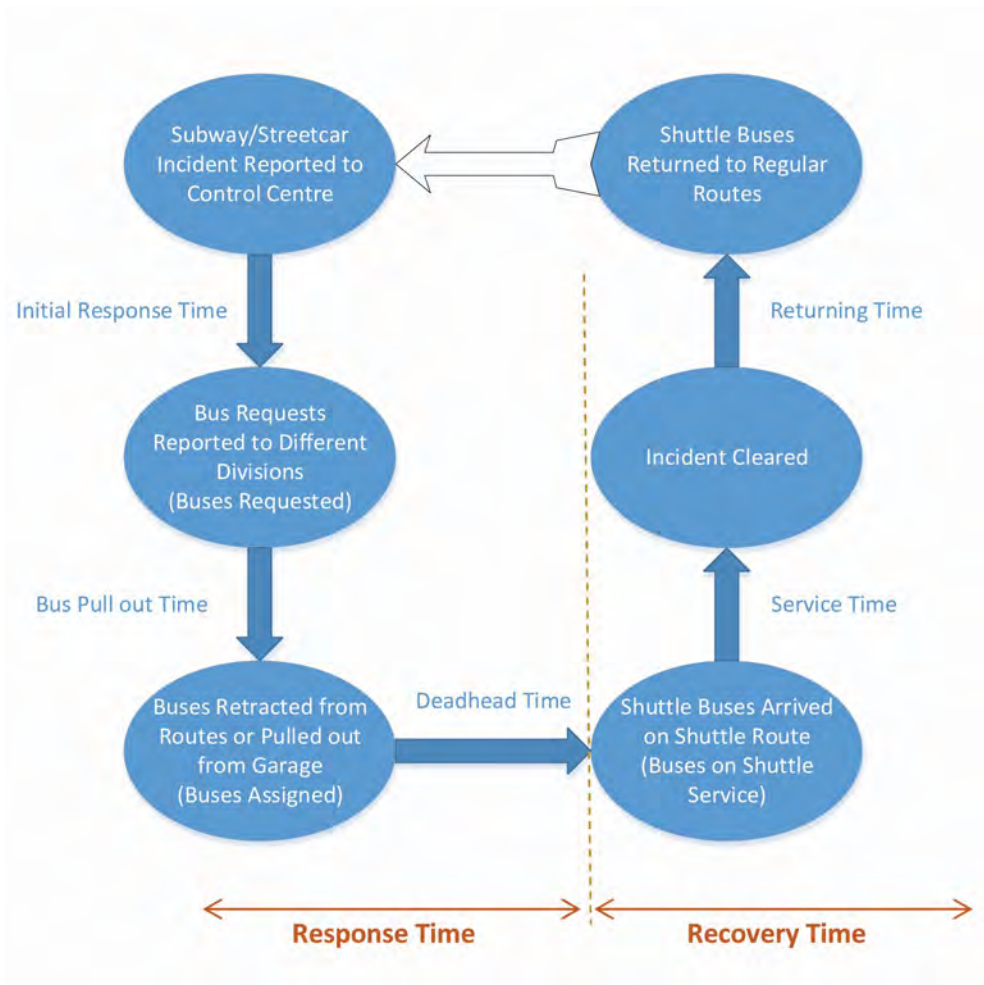 Subway/Streetcar
Incident Reported to
Control Centre
Shuttle Buses
Returned to Regular
Routes
Initial Response Time
Returning Time
Bus Requests
Reported to Different
Divisions
(Buses Requested)
Incident Cleared
Bus Pull out Time
Service Time
Buses Retracted from
Routes or Pulled out
from Garage
(Buses Assigned)
Deadhead Time
Shuttle Buses Arrived
on Shuttle Route
(Buses on Shuttle
Service)
Response Time
Recovery Time